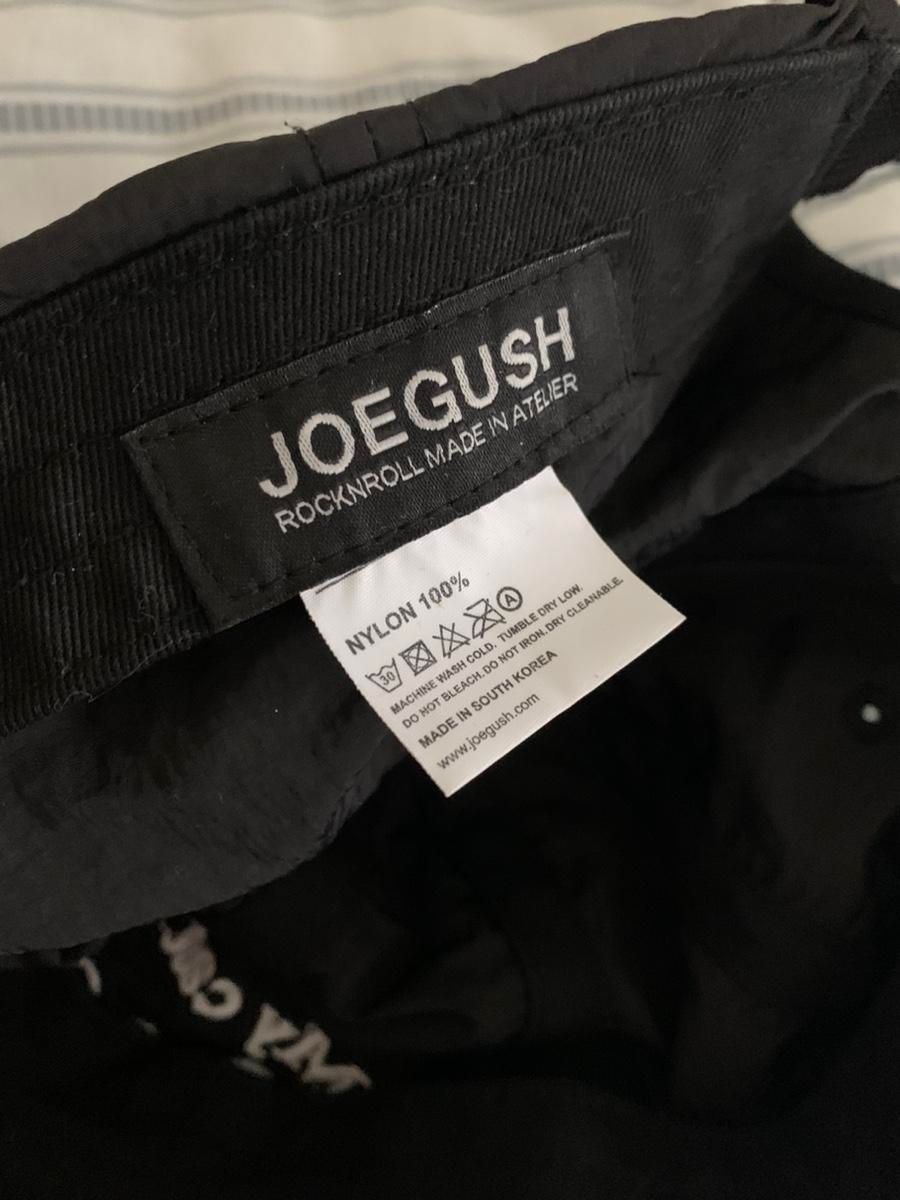 JOEGUSH
ROCKNROLL MADE IN ATELIER
NYLON 100%
30 A
MACHINE WASH COLD. TUMBLE DRY LOW.
DO NOT BLEACH. DO NOT IRON. DRY CLEANABLE.
MADE IN SOUTH KOREA
www.joegush.com